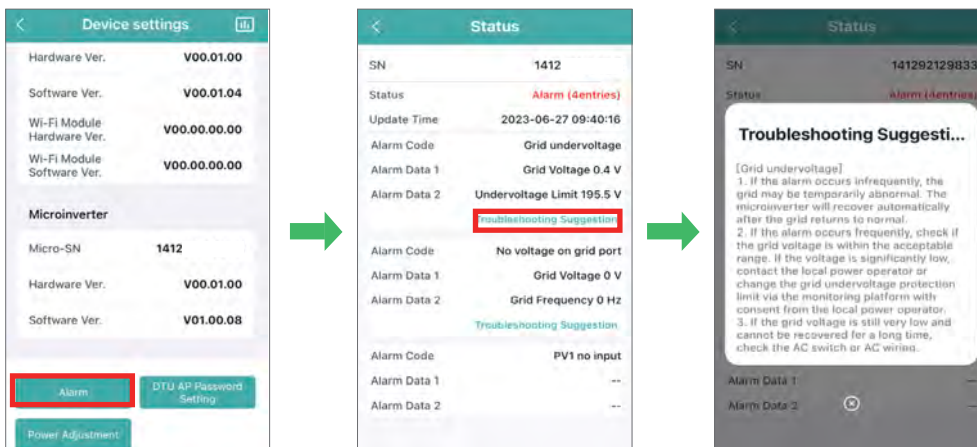 Device settings
Hardware Ver. V00.01.00
Software Ver. V00.01.04
Wi-Fi Module
Hardware Ver. V00.00.00.00
Wi-Fi Module
Software Ver. V00.00.00.00
Microinverter
Micro-SN 1412
Hardware Ver. V00.01.00
Software Ver. V01.00.08
Alarm
DTU AP Password
Setting
Power Adjustment
Status
SN 1412
Status Alarm (4entries)
Update Time 2023-06-27 09:40:16
Alarm Code Grid undervoltage
Alarm Data 1 Grid Voltage 0.4 V
Alarm Data 2 Undervoltage Limit 195.5 V
Troubleshooting Suggestion
Alarm Code No voltage on grid port
Alarm Data 1 Grid Voltage 0 V
Alarm Data 2 Grid Frequency 0 Hz
Troubleshooting Suggestion
Alarm Code PV1 no input
Alarm Data 1 --
Alarm Data 2 --
Status
SN 141292129833
Status Alarm (4entries)
Troubleshooting Suggesti...
[Grid undervoltage]
1. If the alarm occurs infrequently, the
grid may be temporarily abnormal. The
microinverter will recover automatically
after the grid returns to normal.
2. If the alarm occurs frequently, check if
the grid voltage is within the acceptable
range. If the voltage is significantly low,
contact the local power operator or
change the grid undervoltage protection
limit via the monitoring platform with
consent from the local power operator.
3. If the grid voltage is still very low and
cannot be recovered for a long time,
check the AC switch or AC wiring.
Alarm Data 1 --
Alarm Data 2 --